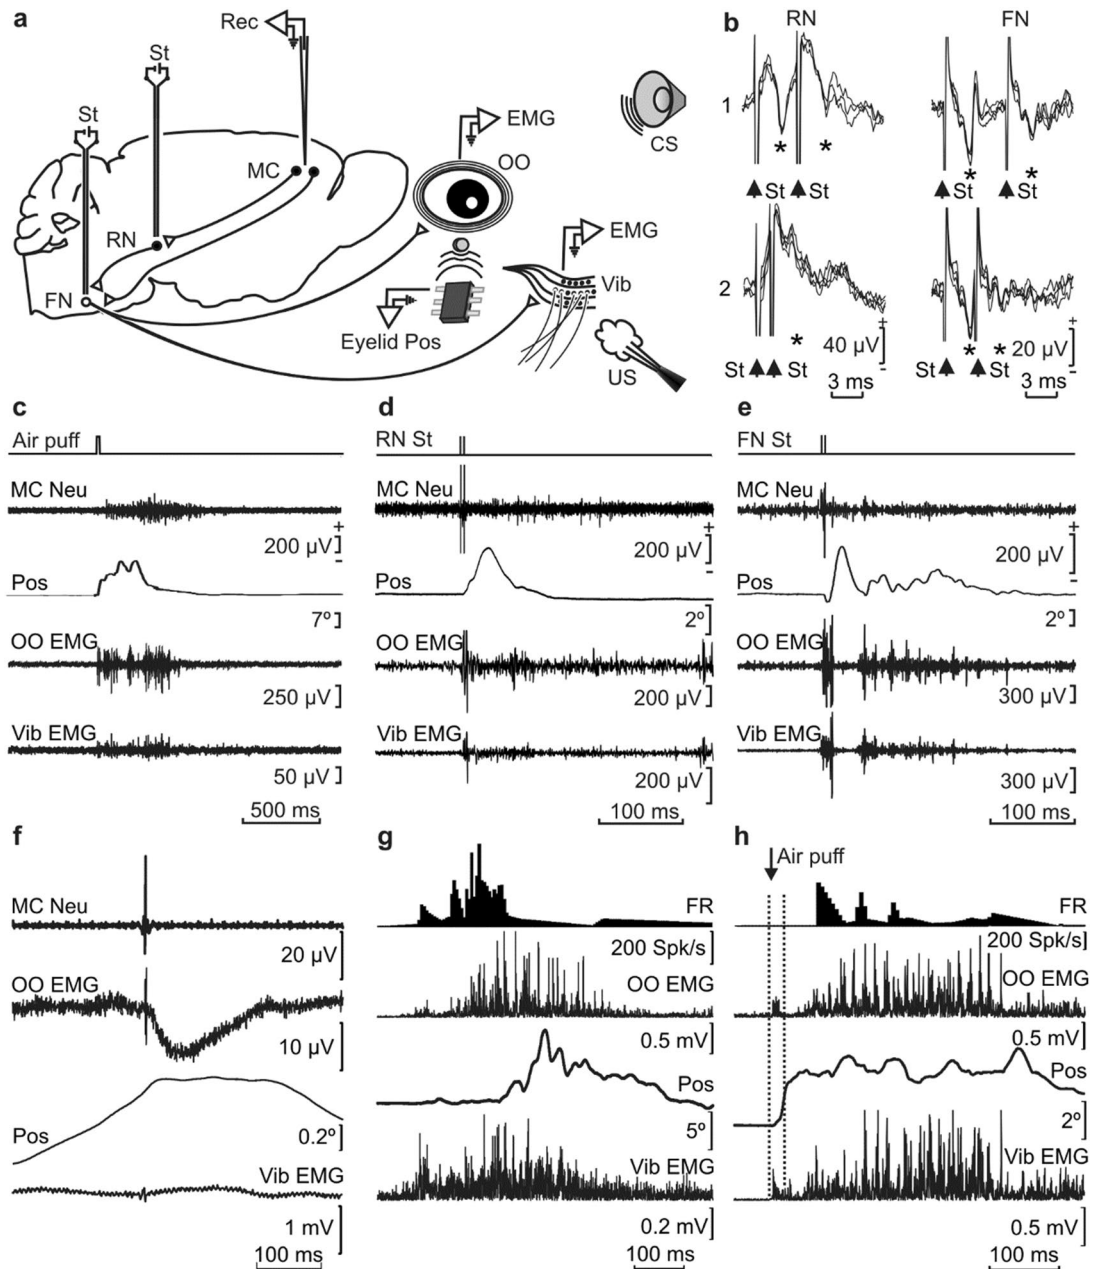 a
Rec
St
St
MC
RN
FN
EMG
OO
EMG
Vib
Eyelid Pos
US
CS
b
RN
FN
1
*
*
*
*
St
St
St
St
2
*
*
*
+
40 µV
-
+
20 µV
-
St
St
St
St
3 ms
3 ms
c
Air puff
MC Neu
+
200 µV
-
Pos
7º
OO EMG
250 µV
Vib EMG
50 µV
500 ms
d
RN St
MC Neu
+
200 µV
-
Pos
2º
OO EMG
200 µV
Vib EMG
200 µV
100 ms
e
FN St
MC Neu
+
200 µV
-
Pos
2º
OO EMG
300 µV
Vib EMG
300 µV
100 ms
f
MC Neu
20 µV
OO EMG
10 µV
Pos
0.2º
Vib EMG
1 mV
100 ms
g
FR
200 Spk/s
OO EMG
0.5 mV
Pos
5º
Vib EMG
0.2 mV
100 ms
h
Air puff
FR
200 Spk/s
OO EMG
0.5 mV
Pos
2º
Vib EMG
0.5 mV
100 ms